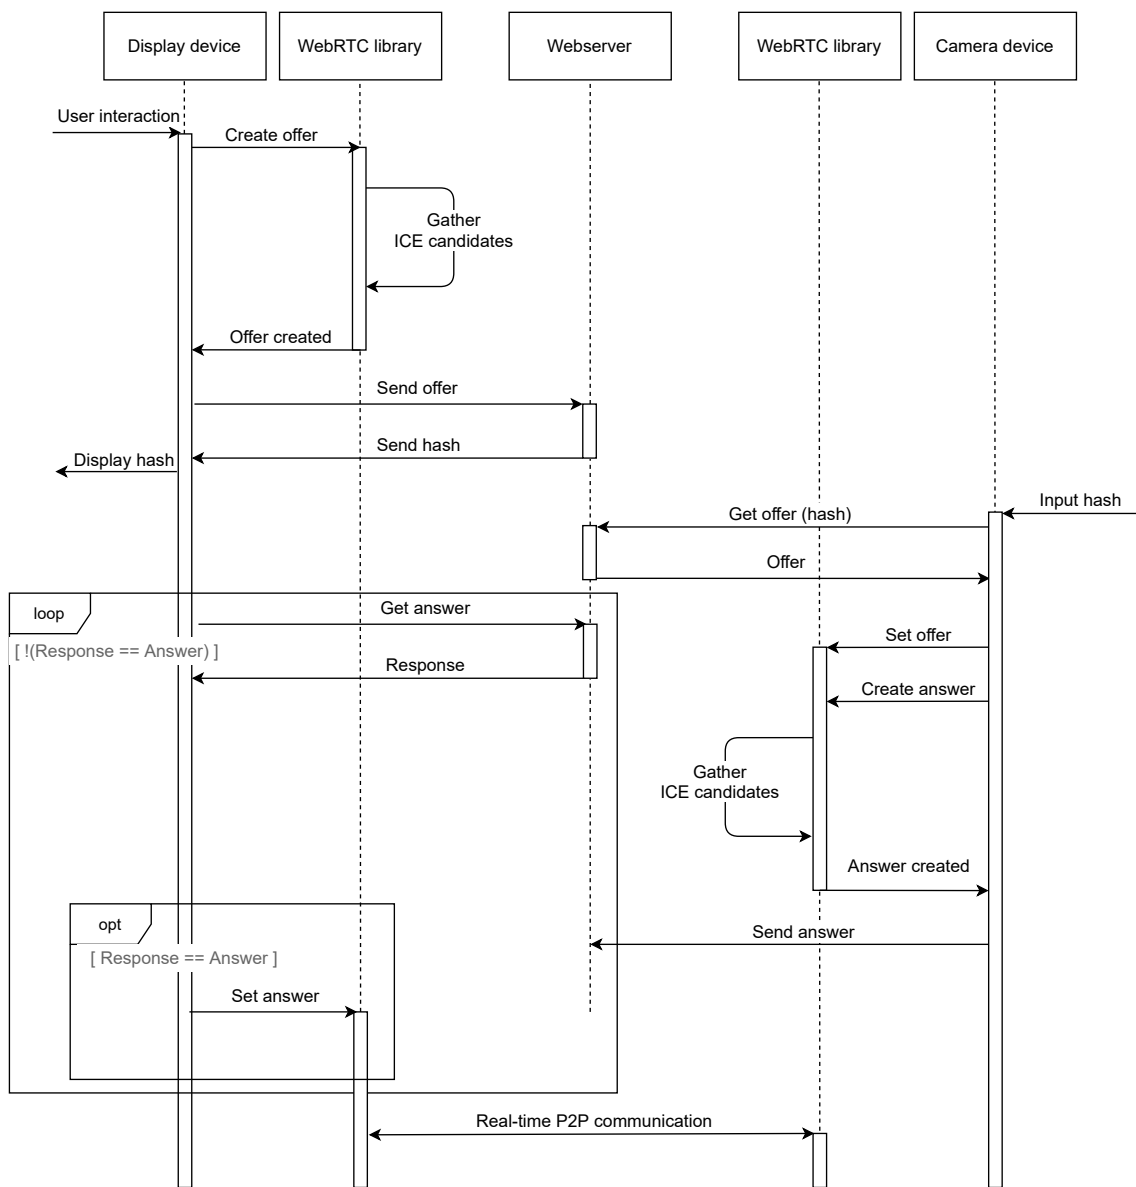 Display device
WebRTC library
Webserver
WebRTC library
Camera device
User interaction
Create offer
Gather
ICE candidates
Offer created
Send offer
Send hash
Display hash
Input hash
Get offer (hash)
Offer
loop
Get answer
[ !(Response == Answer) ]
Set offer
Response
Create answer
Gather
ICE candidates
Answer created
opt
Send answer
[ Response == Answer ]
Set answer
Real-time P2P communication